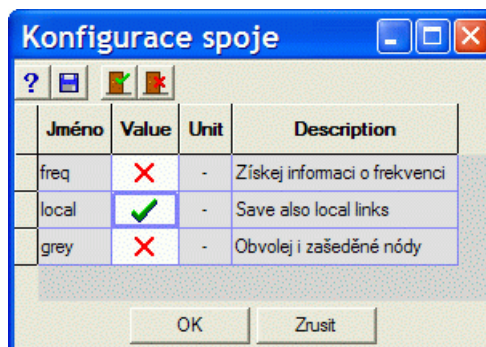 Konfigurace spoje
?
Jméno Value Unit Description
freq - Získej informaci o frekvenci
local - Save also local links
grey - Obvolej i zašeděné nódy
OK Zrusit